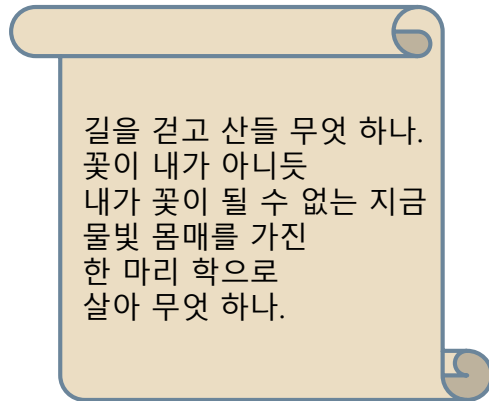 길을 걷고 산들 무엇 하나.
꽃이 내가 아니듯
내가 꽃이 될 수 없는 지금
물빛 몸매를 가진
한 마리 학으로
살아 무엇 하나.